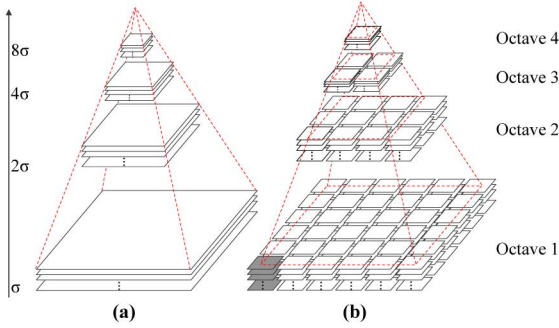 8σ
Octave 4
4σ
Octave 3
2σ
Octave 2
Octave 1
σ
(a)
(b)